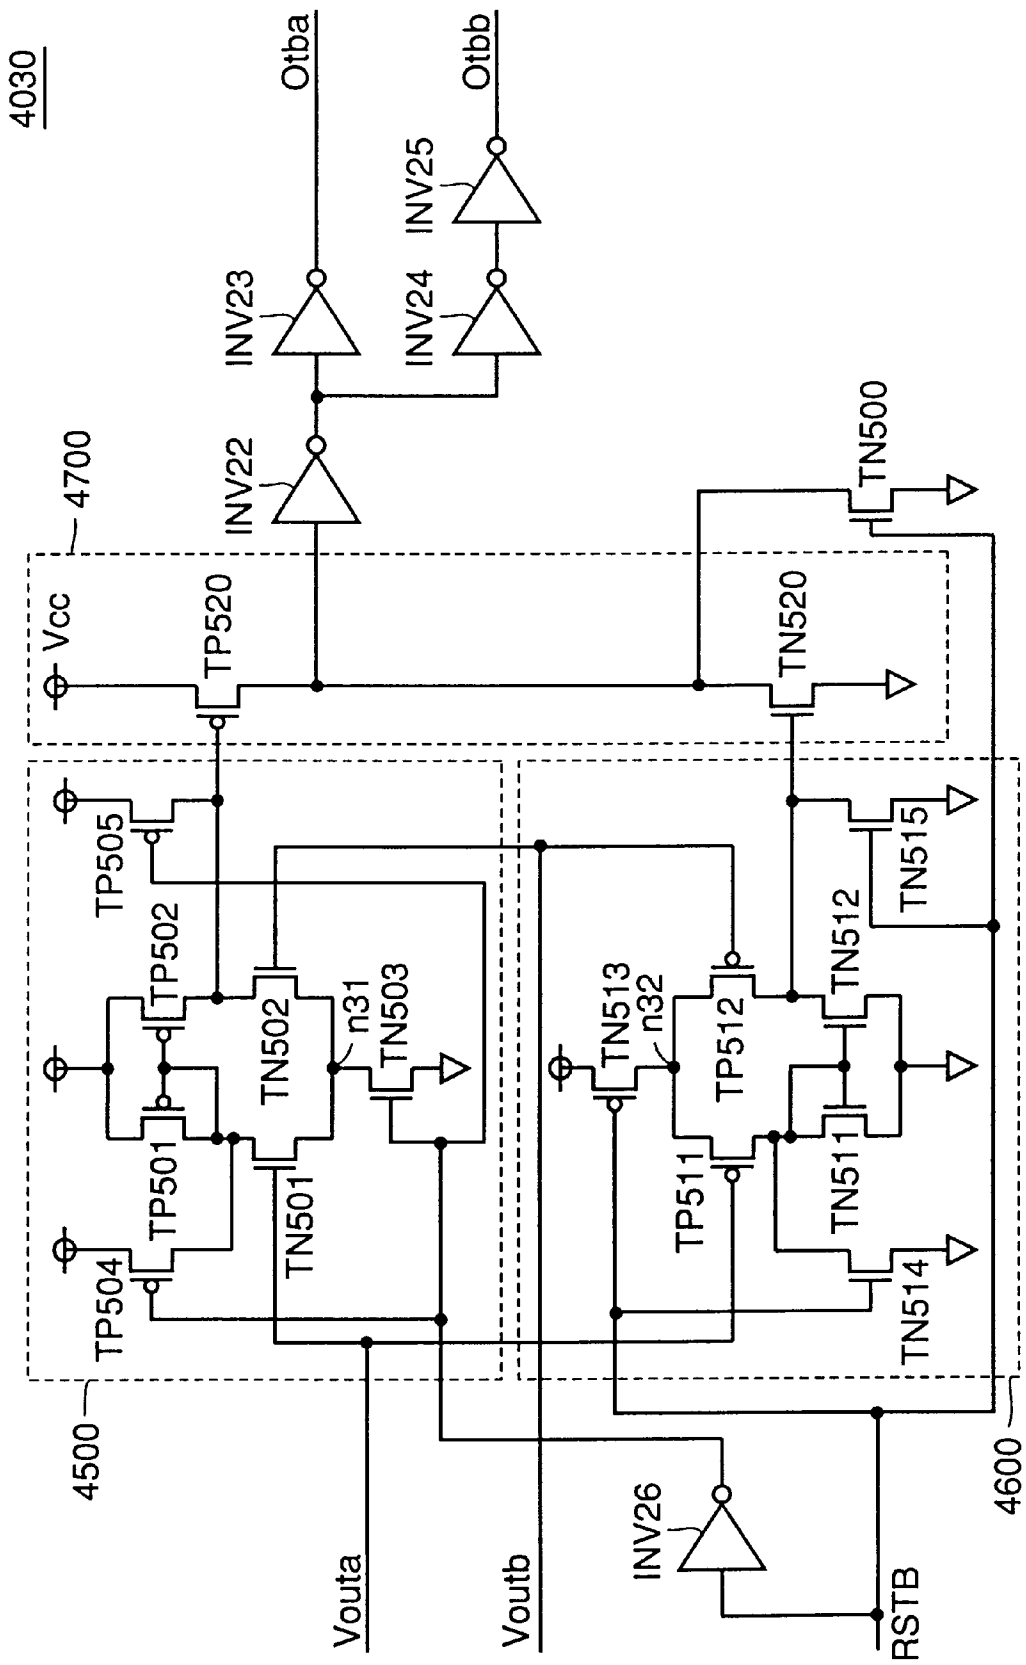 4030
Otba
Otbb
INV23
INV25
INV24
INV22
4700
Vcc
TP520
TN520
TN500
TP505
TP502
TP501
TP504
TN502
TN501
n31
TN503
4500
TN513
n32
TP512
TP511
TN512
TN511
TN515
TN514
4600
Vouta
Voutb
INV26
RSTB